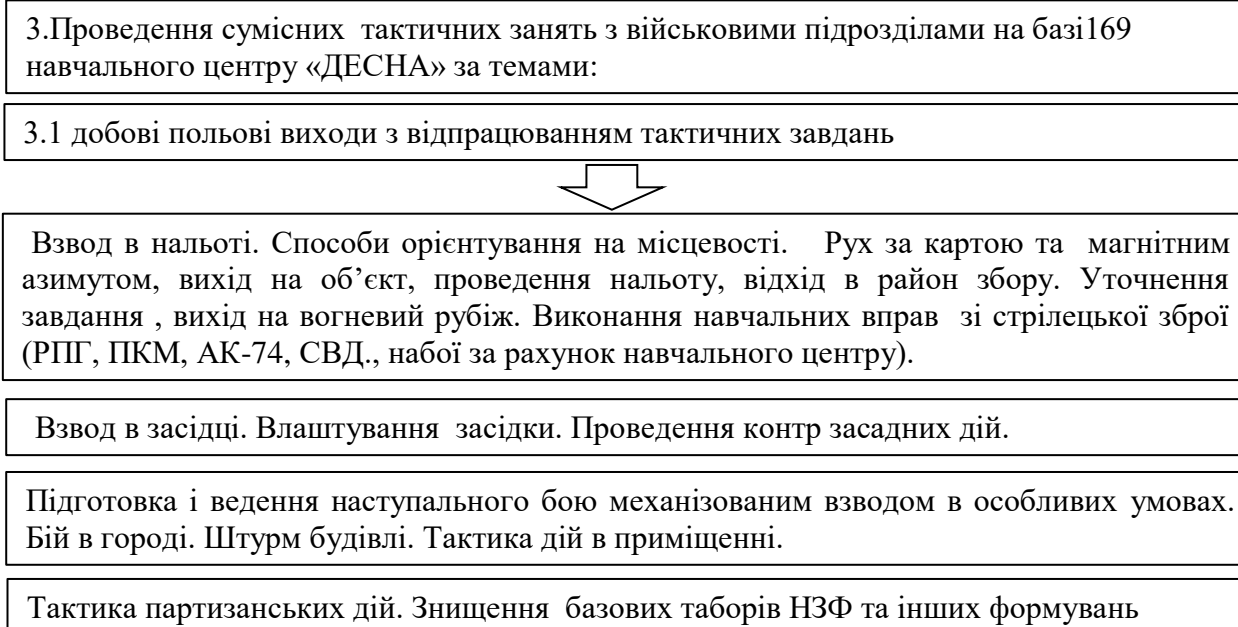 3.Проведення сумісних тактичних занять з військовими підрозділами на базі169
навчального центру «ДЕСНА» за темами:
3.1 добові польові виходи з відпрацюванням тактичних завдань
Взвод в нальоті. Способи орієнтування на місцевості. Рух за картою та магнітним
азимутом, вихід на об’єкт, проведення нальоту, відхід в район збору. Уточнення
завдання , вихід на вогневий рубіж. Виконання навчальних вправ зі стрілецької зброї
(РПГ, ПКМ, АК-74, СВД., набої за рахунок навчального центру).
Взвод в засідці. Влаштування засідки. Проведення контр засадних дій.
Підготовка і ведення наступального бою механізованим взводом в особливих умовах.
Бій в городі. Штурм будівлі. Тактика дій в приміщенні.
Тактика партизанських дій. Знищення базових таборів НЗФ та інших формувань